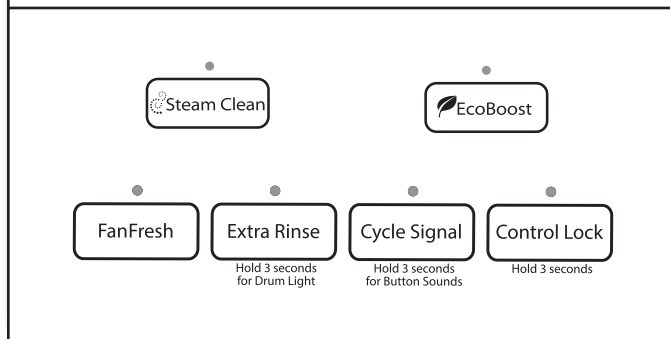 Steam Clean
EcoBoost
FanFresh
Extra Rinse
Cycle Signal
Control Lock
Hold 3 seconds
for Drum Light
Hold 3 seconds
for Button Sounds
Hold 3 seconds